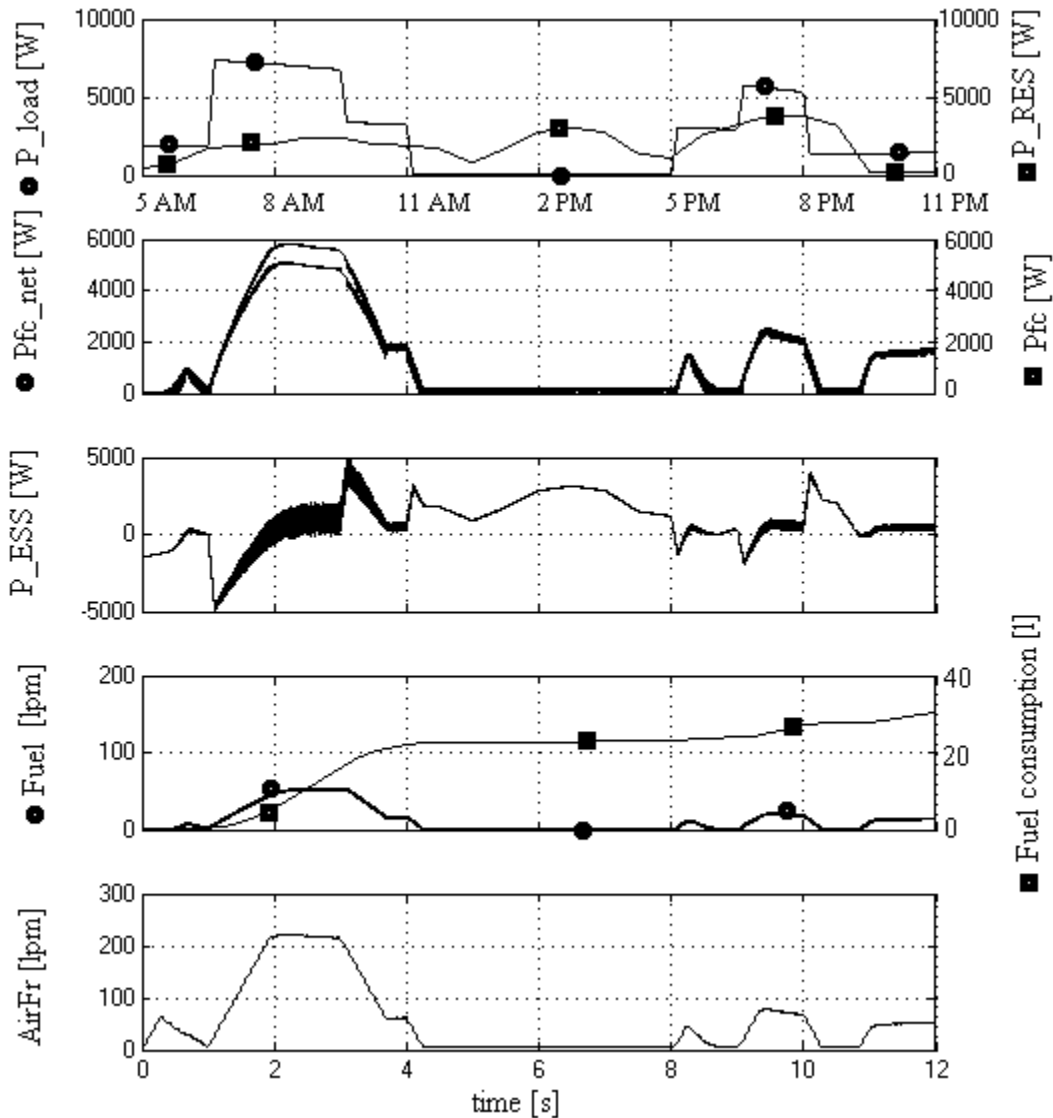 P_load [W]
10000
5000
0
10000
5000
0
P_RES [W]
5 AM 8 AM 11 AM 2 PM 5 PM 8 PM 11 PM
Pfc_net [W]
6000
4000
2000
0
6000
4000
2000
0
Pfc [W]
P_ESS [W]
5000
0
-5000
Fuel [lpm]
200
100
0
40
20
0
Fuel consumption [l]
AirFr [lpm]
300
200
100
0
0 2 4 6 8 10 12
time [s]